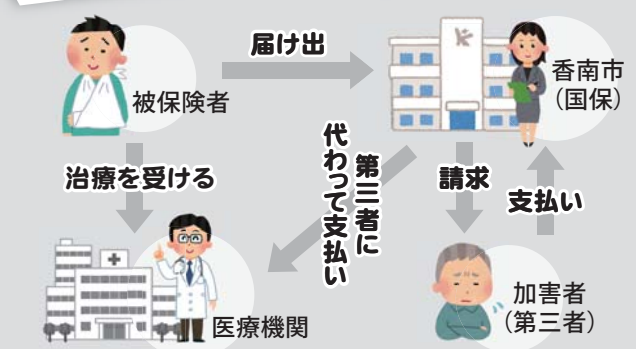 届け出
被保険者
香南市
(国保)
治療を受ける
第三者に
代わって支払い
請求
支払い
医療機関
加害者
(第三者)